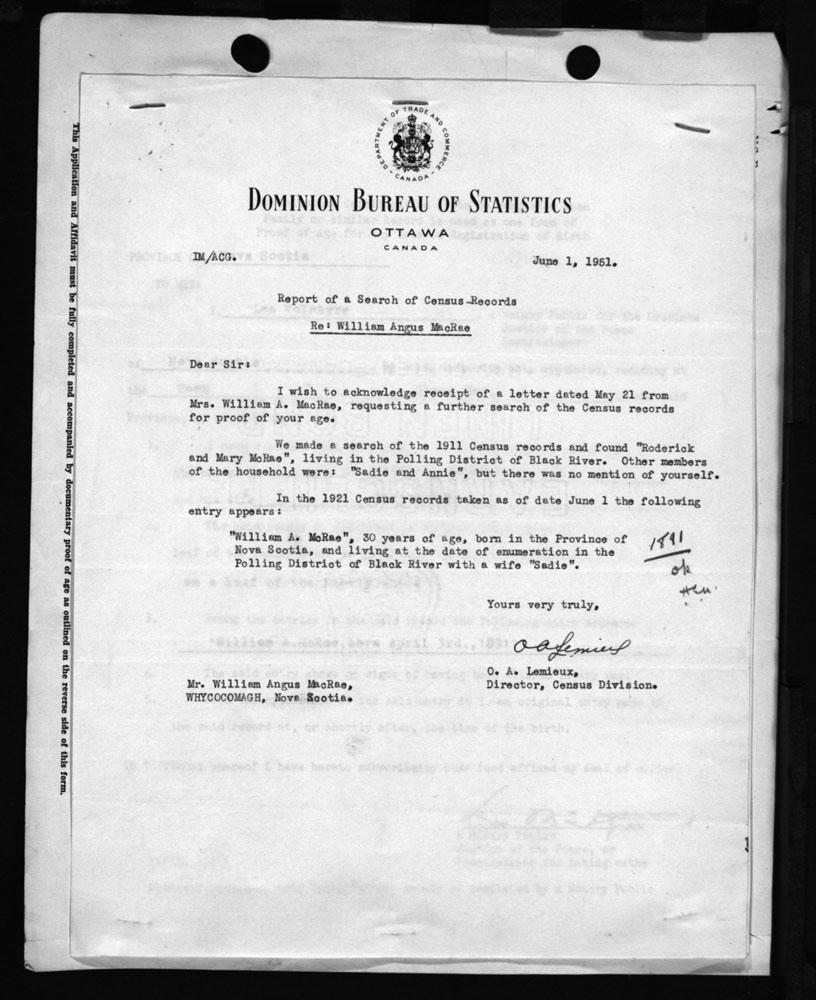 DEPARTMENT OF TRADE AND COMMERCE
CANADA
DOMINION BUREAU OF STATISTICS
OTTAWA
CANADA
IM/ACG.
June 1, 1951.
Report of a Search of Census Records
Re: William Angus MacRae
Dear Sir:
I wish to acknowledge receipt of a letter dated May 21 from
Mrs. William A. MacRae, requesting a further search of the Census records
for proof of your age.
We made a search of the 1911 Census records and found "Roderick
and Mary McRae", living in the Polling District of Black River. Other members
of the household were: "Sadie and Annie", but there was no mention of yourself.
In the 1921 Census records taken as of date June 1 the following
entry appears:
"William A. McRae", 30 years of age, born in the Province of
Nova Scotia, and living at the date of enumeration in the
Polling District of Black River with a wife "Sadie".
1891
ok
Yours very truly,
O A Lemieux
O. A. Lemieux,
Director, Census Division.
Mr. William Angus MacRae,
WHYCOCOMAGH, Nova Scotia.
This Application and Affidavit must be fully completed and accompanied by documentary proof of age as outlined on the reverse side of this form.